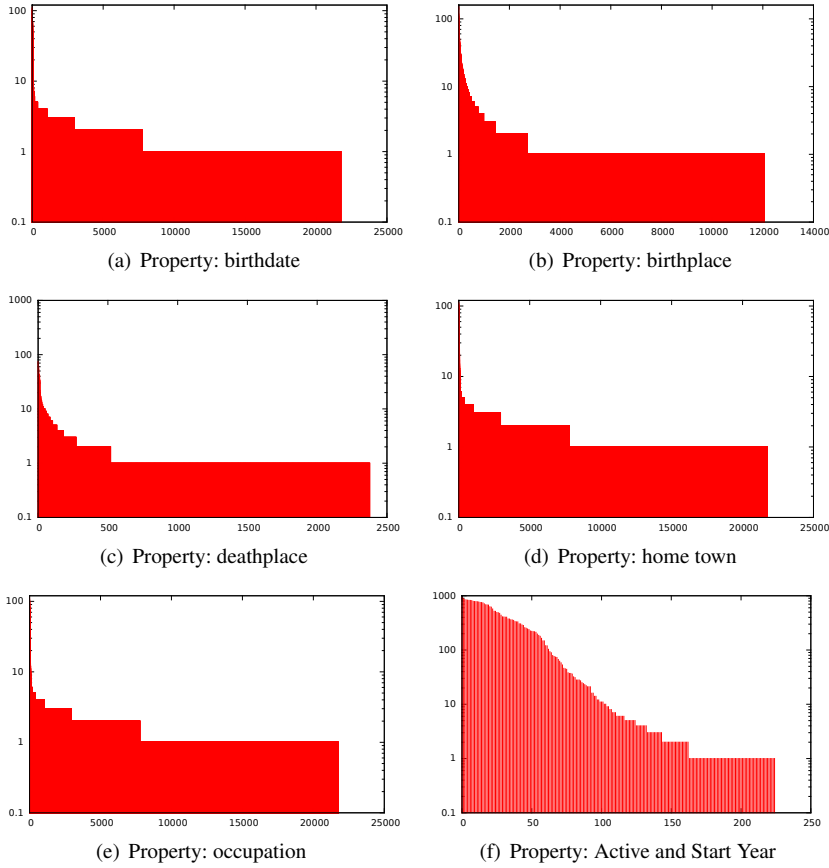 100
10
1
0.1
0 5000 10000 15000 20000 25000
(a) Property: birthdate
100
10
1
0.1
0 2000 4000 6000 8000 10000 12000 14000
(b) Property: birthplace
1000
100
10
1
0.1
0 500 1000 1500 2000 2500
(c) Property: deathplace
100
10
1
0.1
0 5000 10000 15000 20000 25000
(d) Property: home town
100
10
1
0.1
0 5000 10000 15000 20000 25000
(e) Property: occupation
1000
100
10
1
0.1
0 50 100 150 200 250
(f) Property: Active and Start Year